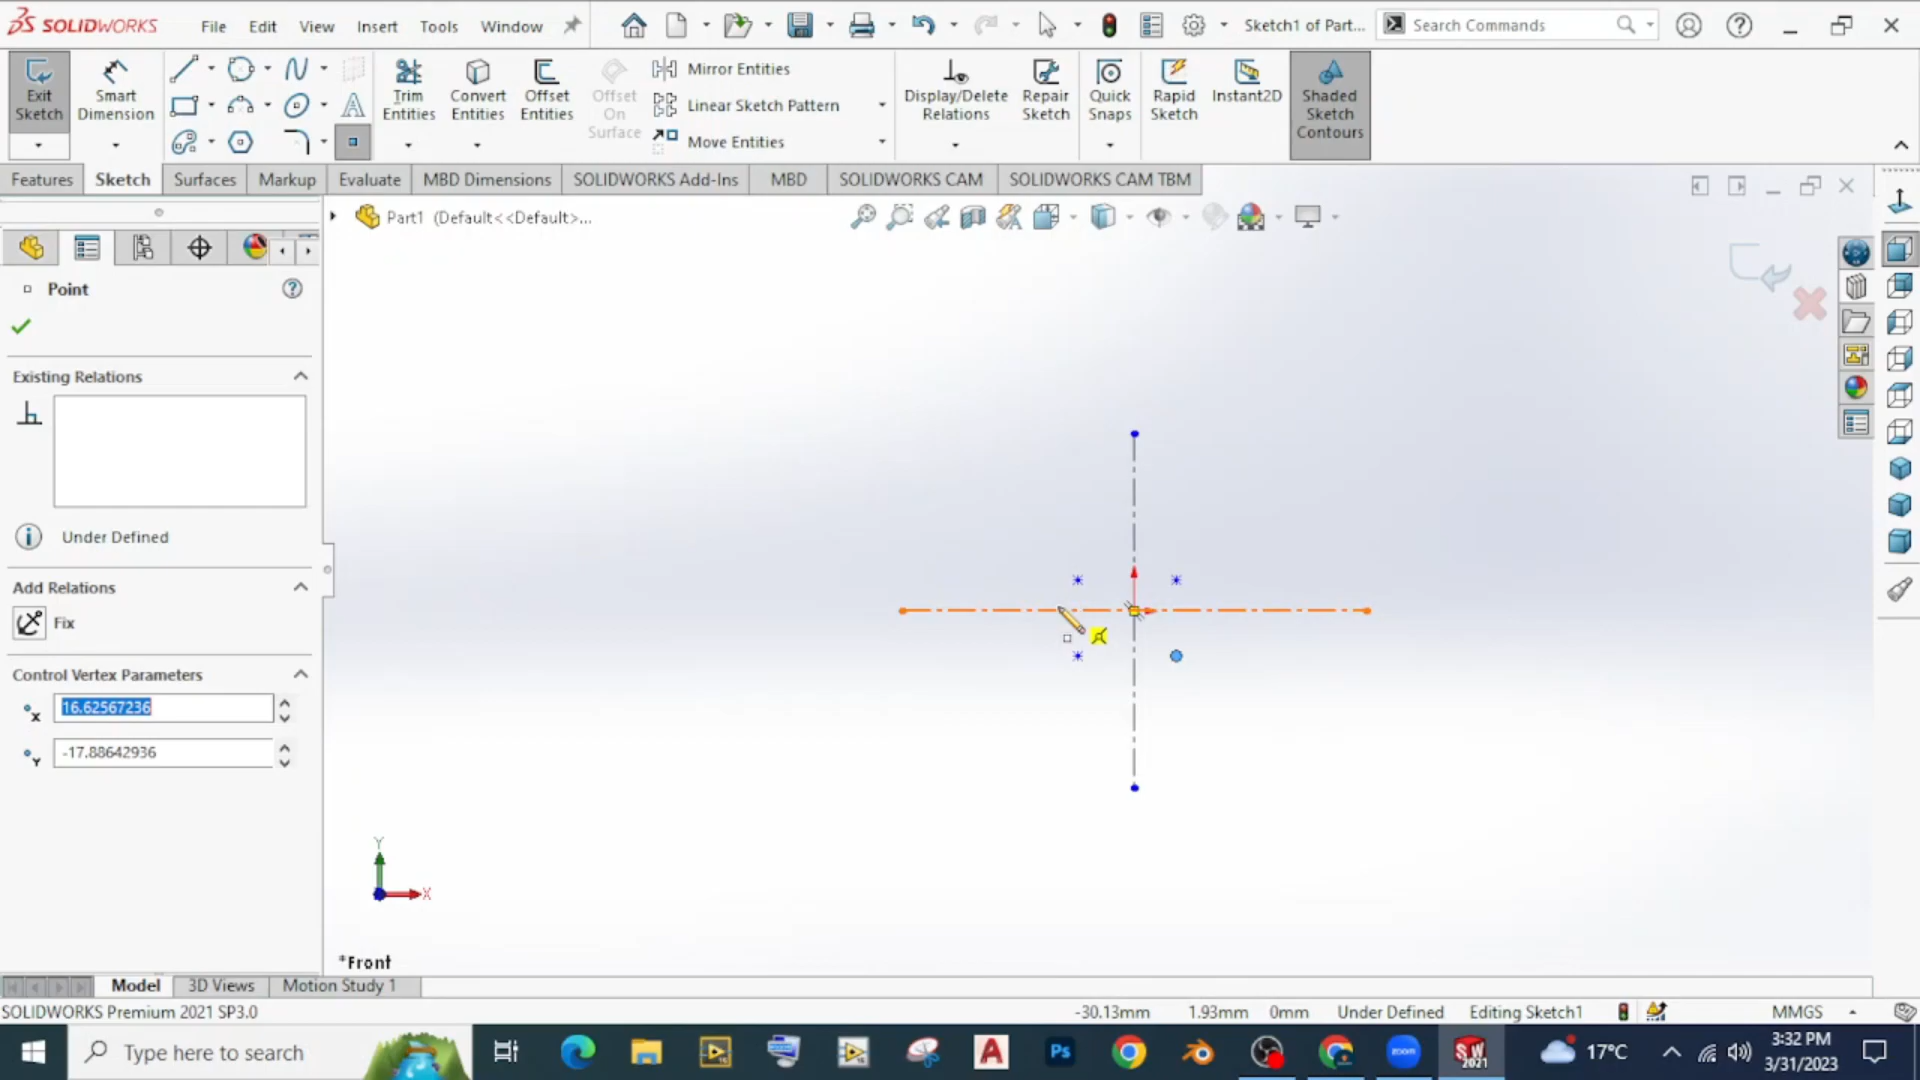 SOLIDWORKS File Edit View Insert Tools Window Sketch1 of Part... Search Commands
Exit Sketch
Smart Dimension
Trim Entities
Convert Entities
Offset Entities
Offset On Surface
Mirror Entities
Linear Sketch Pattern
Move Entities
Display/Delete Relations
Repair Sketch
Quick Snaps
Rapid Sketch
Instant2D
Shaded Sketch Contours
Features Sketch Surfaces Markup Evaluate MBD Dimensions SOLIDWORKS Add-Ins MBD SOLIDWORKS CAM SOLIDWORKS CAM TBM
Part1 (Default<<Default>...
Point
Existing Relations
Under Defined
Add Relations
Fix
Control Vertex Parameters
X 16.62567236
Y -17.88642936
Y
X
*Front
Model 3D Views Motion Study 1
SOLIDWORKS Premium 2021 SP3.0 -30.13mm 1.93mm 0mm Under Defined Editing Sketch1 MMGS
Type here to search
A
Ps
zoom
SW 2021
17°C
3:32 PM
3/31/2023